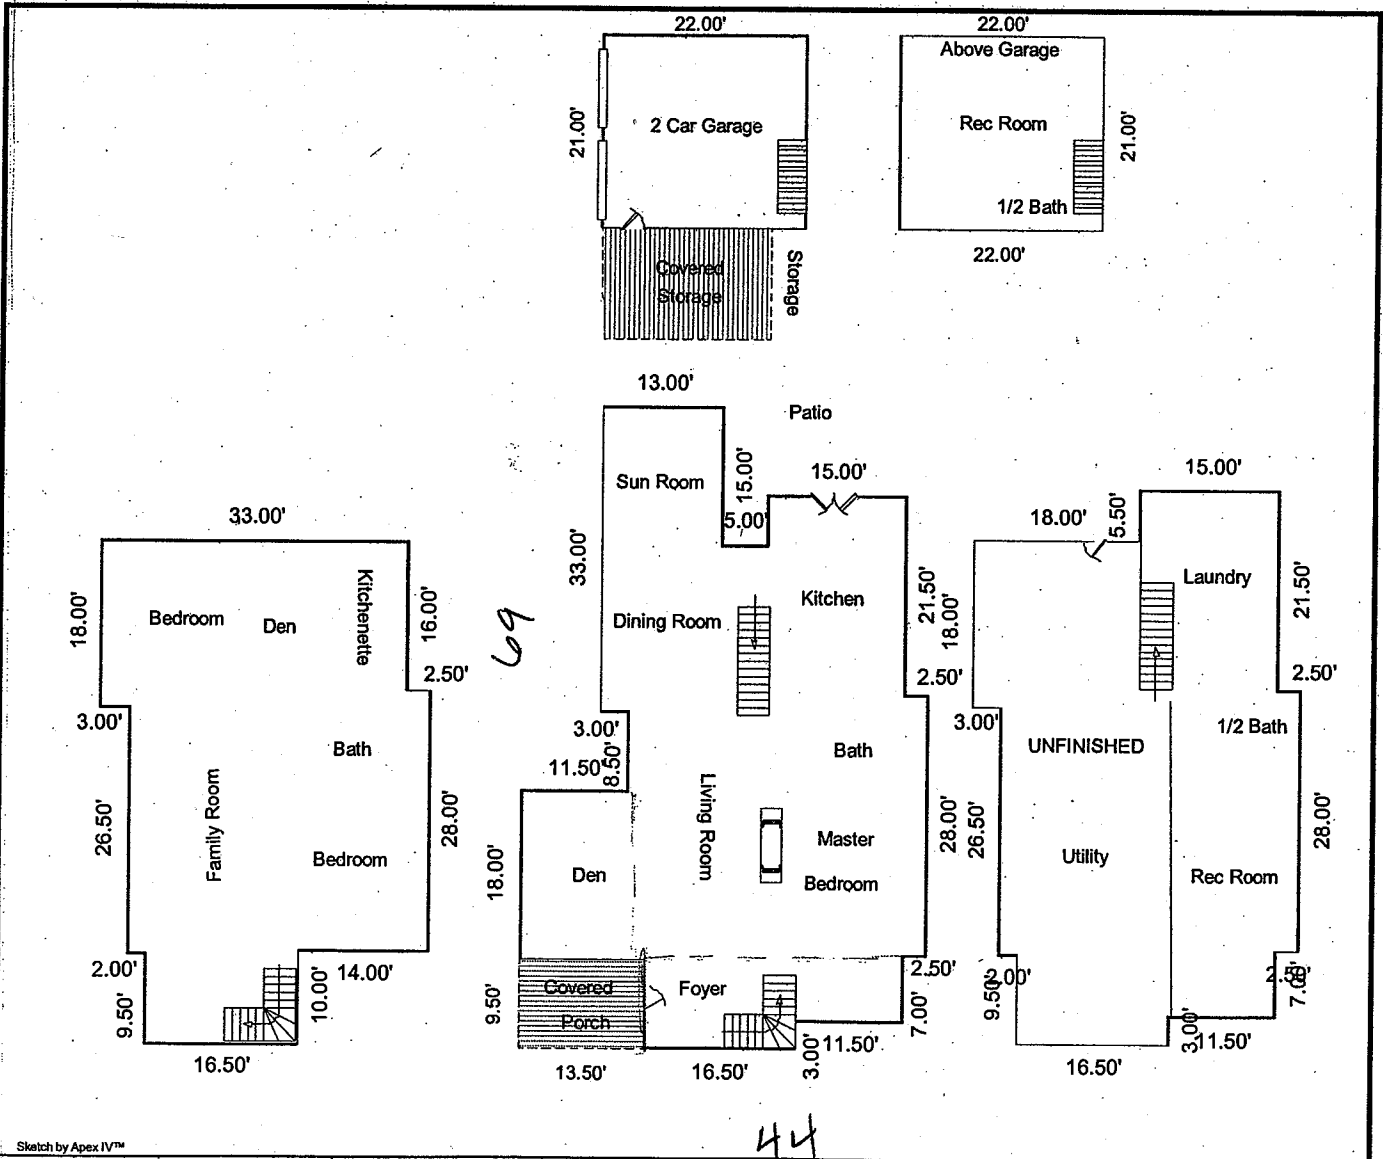 22.00'
21.00'
2 Car Garage
Covered
Storage
Storage
22.00'
Above Garage
Rec Room
21.00'
1/2 Bath
22.00'
33.00'
18.00'
Bedroom
Den
Kitchenette
16.00'
2.50'
3.00'
Bath
Family Room
26.50'
28.00'
Bedroom
2.00'
14.00'
9.50'
10.00'
16.50'
69
13.00'
Patio
Sun Room
15.00'
15.00'
5.00'
33.00'
Kitchen
21.50'
Dining Room
2.50'
3.00'
8.50'
11.50'
Bath
Living Room
28.00'
Master
Bedroom
18.00'
Den
2.50'
Covered
Porch
Foyer
9.50'
7.00'
11.50'
3.00'
13.50'
16.50'
44
15.00'
18.00'
5.50'
Laundry
21.50'
18.00'
2.50'
3.00'
1/2 Bath
UNFINISHED
26.50'
28.00'
Utility
Rec Room
2.00'
9.50'
2.50'
7.00'
3.00'
11.50'
16.50'
Sketch by Apex IV™